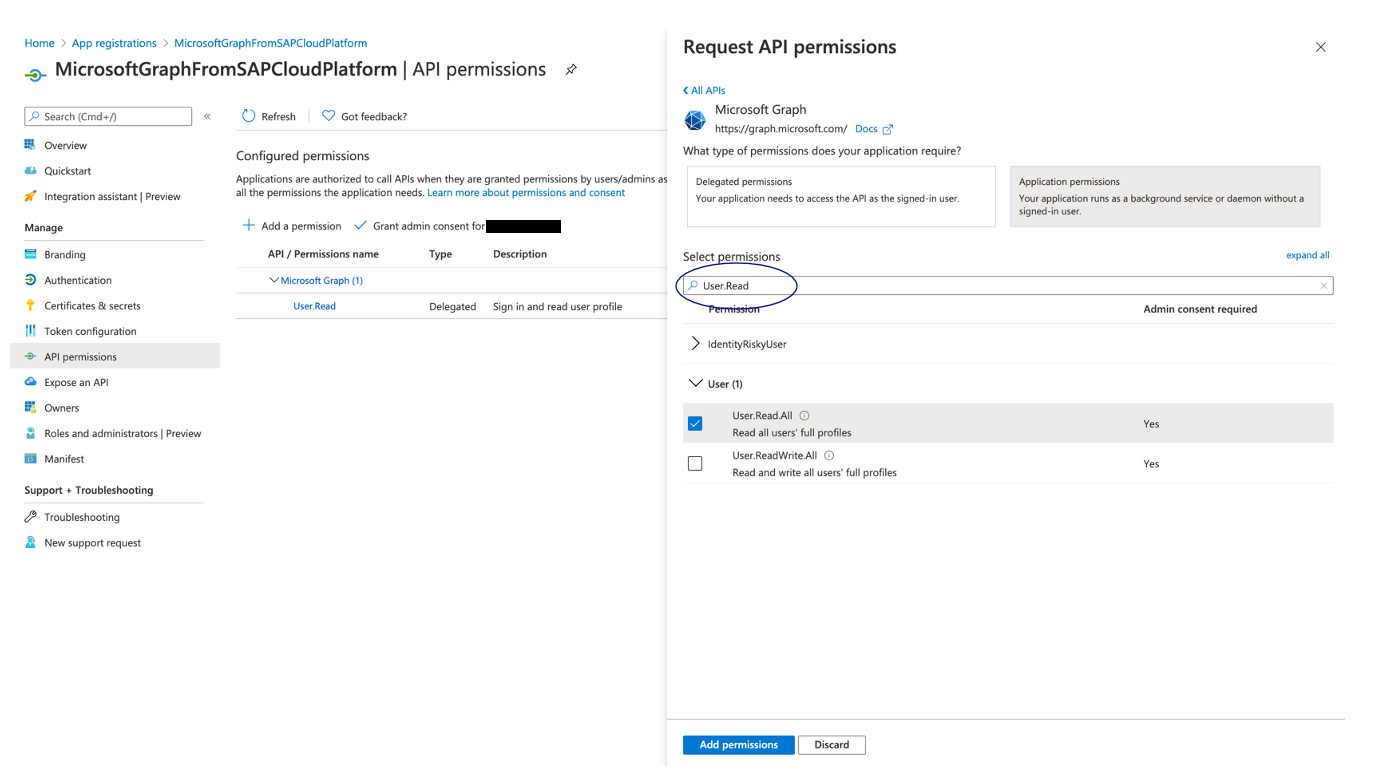 Home > App registrations > MicrosoftGraphFromSAPCloudPlatform
MicrosoftGraphFromSAPCloudPlatform | API permissions
Search (Cmd+/)
«
Overview
Quickstart
Integration assistant | Preview
Manage
Branding
Authentication
Certificates & secrets
Token configuration
API permissions
Expose an API
Owners
Roles and administrators | Preview
Manifest
Support + Troubleshooting
Troubleshooting
New support request
Refresh
Got feedback?
Configured permissions
Applications are authorized to call APIs when they are granted permissions by users/admins as
all the permissions the application needs. Learn more about permissions and consent
Add a permission
Grant admin consent for
API / Permissions name Type Description
Microsoft Graph (1)
User.Read Delegated Sign in and read user profile
Request API permissions
All APIs
Microsoft Graph
https://graph.microsoft.com/ Docs
What type of permissions does your application require?
Delegated permissions
Your application needs to access the API as the signed-in user.
Application permissions
Your application runs as a background service or daemon without a
signed-in user.
Select permissions
expand all
User.Read
Permission Admin consent required
IdentityRiskyUser
User (1)
User.Read.All
Read all users' full profiles
Yes
User.ReadWrite.All
Read and write all users' full profiles
Yes
Add permissions
Discard